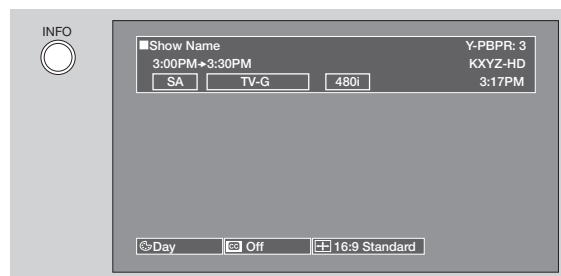 INFO
■Show Name Y-PBPR: 3
3:00PM→3:30PM KXYZ-HD
SA TV-G 480i 3:17PM
Day CC Off 16:9 Standard